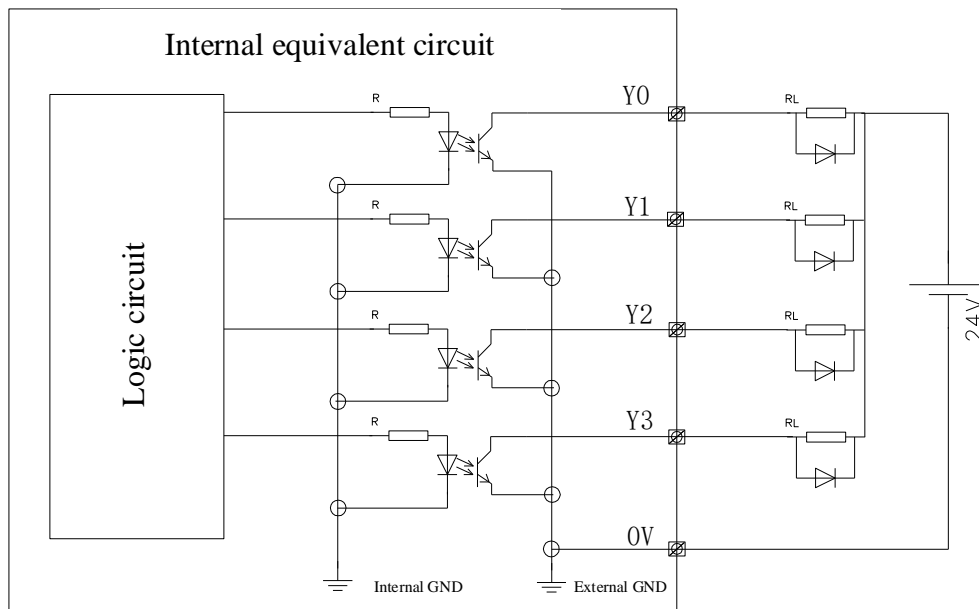 Internal equivalent circuit
R
Y0
RL
R
Y1
RL
Logic circuit
R
Y2
RL
24V
R
Y3
RL
0V
Internal GND
External GND